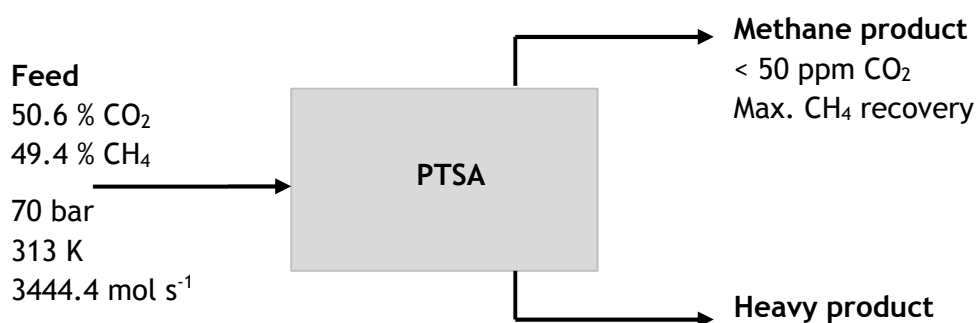 Feed
50.6 % CO₂
49.4 % CH₄
70 bar
313 K
3444.4 mol s⁻¹
PTSA
Methane product
< 50 ppm CO₂
Max. CH₄ recovery
Heavy product